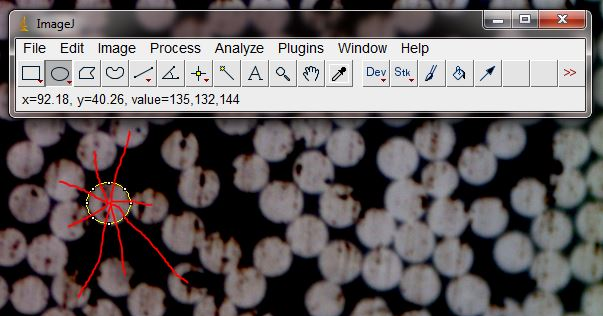 ImageJ
File Edit Image Process Analyze Plugins Window Help
A Dev Stk >>
x=92.18, y=40.26, value=135,132,144